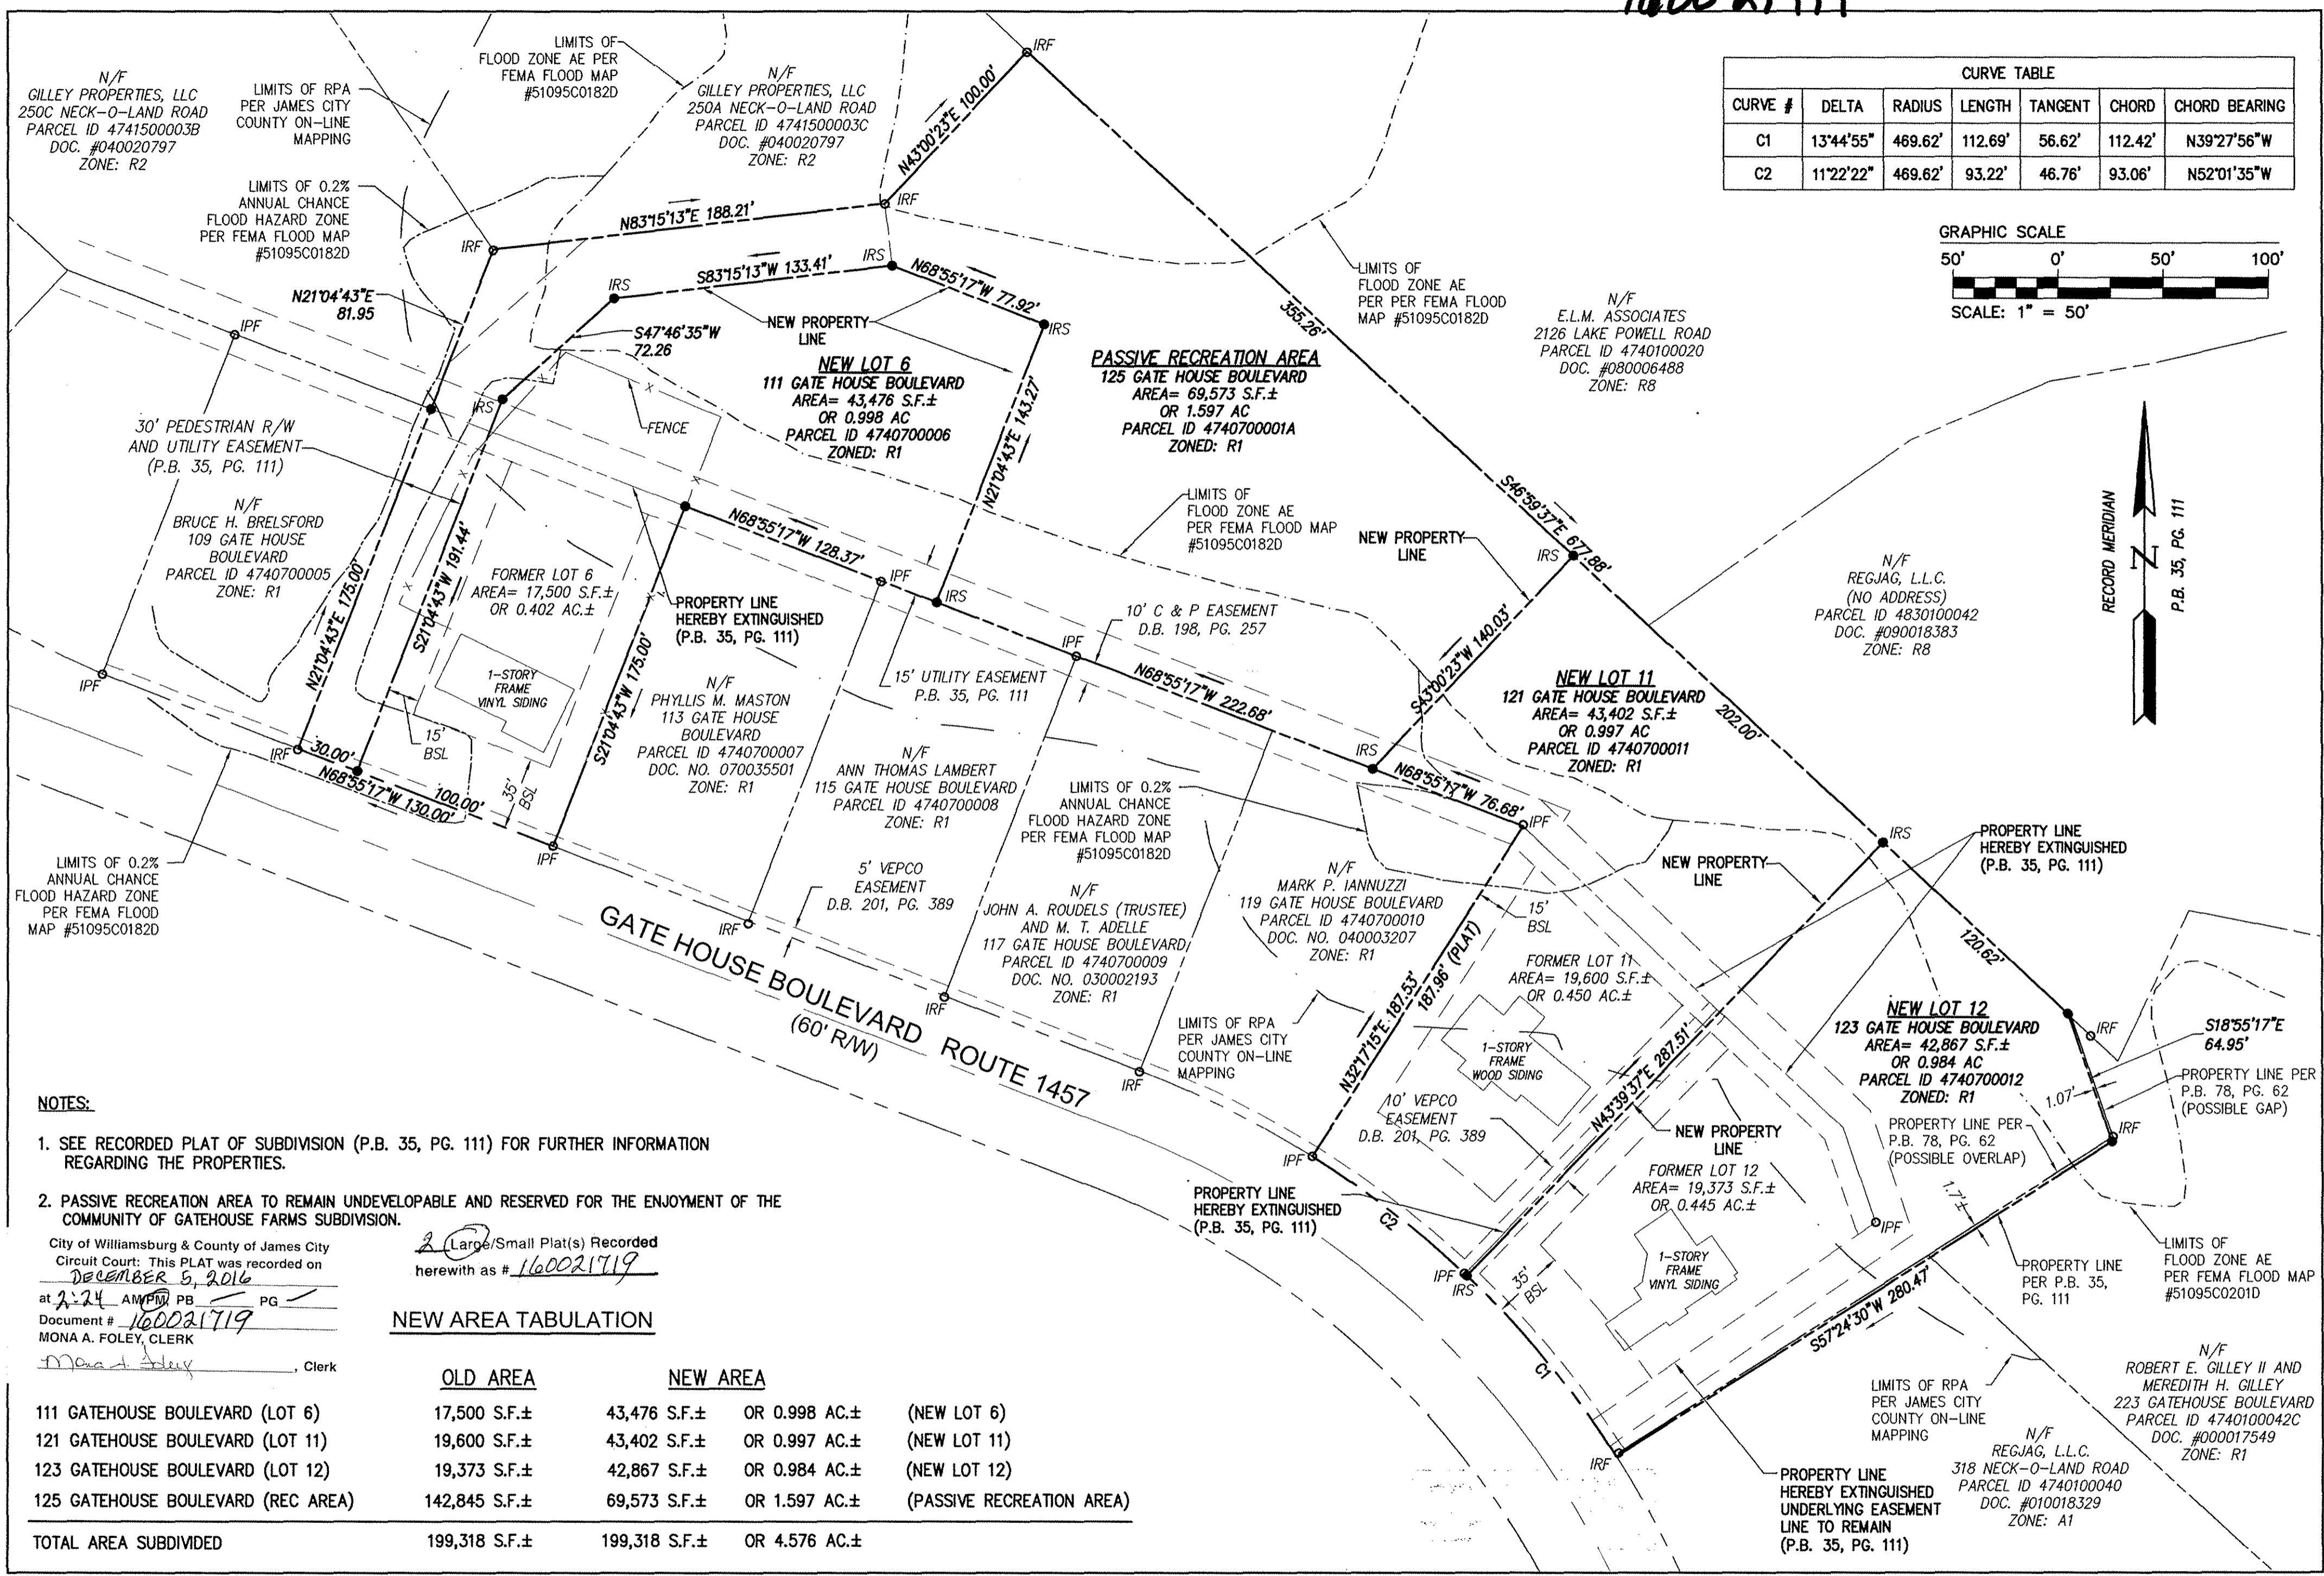 N/F
GILLEY PROPERTIES, LLC
250C NECK-O-LAND ROAD
PARCEL ID 4741500003B
DOC. #040020797
ZONE: R2
LIMITS OF RPA
PER JAMES CITY
COUNTY ON-LINE
MAPPING
LIMITS OF
FLOOD ZONE AE PER
FEMA FLOOD MAP
#51095C0182D
N/F
GILLEY PROPERTIES, LLC
250A NECK-O-LAND ROAD
PARCEL ID 4741500003C
DOC. #040020797
ZONE: R2
LIMITS OF 0.2%
ANNUAL CHANCE
FLOOD HAZARD ZONE
PER FEMA FLOOD MAP
#51095C0182D
IRF
N43°00'23"E 100.00'
IRF
N83°15'13"E 188.21'
IRF
S83°15'13"W 133.41'
IRS
N68°55'17"W 77.92'
IRS
N21°04'43"E
81.95
IPF
S47°46'35"W
72.26
NEW PROPERTY
LINE
NEW LOT 6
111 GATE HOUSE BOULEVARD
AREA= 43,476 S.F.±
OR 0.998 AC
PARCEL ID 4740700006
ZONED: R1
N21°04'43"E 143.27'
PASSIVE RECREATION AREA
125 GATE HOUSE BOULEVARD
AREA= 69,573 S.F.±
OR 1.597 AC
PARCEL ID 4740700001A
ZONED: R1
355.26'
S46°59'37"E 677.88'
LIMITS OF
FLOOD ZONE AE
PER PER FEMA FLOOD
MAP #51095C0182D
N/F
E.L.M. ASSOCIATES
2126 LAKE POWELL ROAD
PARCEL ID 4740100020
DOC. #080006488
ZONE: R8
CURVE TABLE
CURVE # DELTA RADIUS LENGTH TANGENT CHORD CHORD BEARING
C1 13°44'55" 469.62' 112.69' 56.62' 112.42' N39°27'56"W
C2 11°22'22" 469.62' 93.22' 46.76' 93.06' N52°01'35"W
GRAPHIC SCALE
50' 0' 50' 100'
SCALE: 1" = 50'
RECORD MERIDIAN
N
P.B. 35, PG. 111
30' PEDESTRIAN R/W
AND UTILITY EASEMENT
(P.B. 35, PG. 111)
IRS
FENCE
N/F
BRUCE H. BRELSFORD
109 GATE HOUSE
BOULEVARD
PARCEL ID 4740700005
ZONE: R1
N21°04'43"E 175.00'
S21°04'43"W 191.44'
FORMER LOT 6
AREA= 17,500 S.F.±
OR 0.402 AC.±
1-STORY
FRAME
VINYL SIDING
S21°04'43"W 175.00'
PROPERTY LINE
HEREBY EXTINGUISHED
(P.B. 35, PG. 111)
N68°55'17"W 128.37'
IPF
IRS
LIMITS OF
FLOOD ZONE AE
PER FEMA FLOOD MAP
#51095C0182D
NEW PROPERTY
LINE
IRS
10' C & P EASEMENT
D.B. 198, PG. 257
IPF
15' UTILITY EASEMENT
P.B. 35, PG. 111
N68°55'17"W 222.68'
S43°00'23"W 140.03'
N/F
REGJAG, L.L.C.
(NO ADDRESS)
PARCEL ID 4830100042
DOC. #090018383
ZONE: R8
NEW LOT 11
121 GATE HOUSE BOULEVARD
AREA= 43,402 S.F.±
OR 0.997 AC
PARCEL ID 4740700011
ZONED: R1
202.00'
IPF
IRF
30.00'
N68°55'17"W 130.00'
100.00'
15'
BSL
35'
BSL
IPF
N/F
PHYLLIS M. MASTON
113 GATE HOUSE
BOULEVARD
PARCEL ID 4740700007
DOC. NO. 070035501
ZONE: R1
N/F
ANN THOMAS LAMBERT
115 GATE HOUSE BOULEVARD
PARCEL ID 4740700008
ZONE: R1
LIMITS OF 0.2%
ANNUAL CHANCE
FLOOD HAZARD ZONE
PER FEMA FLOOD MAP
#51095C0182D
IRS
N68°55'17"W 76.68'
IPF
NEW PROPERTY
LINE
IRS
PROPERTY LINE
HEREBY EXTINGUISHED
(P.B. 35, PG. 111)
LIMITS OF 0.2%
ANNUAL CHANCE
FLOOD HAZARD ZONE
PER FEMA FLOOD
MAP #51095C0182D
5' VEPCO
EASEMENT
D.B. 201, PG. 389
IRF
N/F
JOHN A. ROUDELS (TRUSTEE)
AND M. T. ADELLE
117 GATE HOUSE BOULEVARD
PARCEL ID 4740700009
DOC. NO. 030002193
ZONE: R1
IRF
N/F
MARK P. IANNUZZI
119 GATE HOUSE BOULEVARD
PARCEL ID 4740700010
DOC. NO. 040003207
ZONE: R1
15'
BSL
FORMER LOT 11
AREA= 19,600 S.F.±
OR 0.450 AC.±
N32°17'15"E 187.53'
187.96' (PLAT)
LIMITS OF RPA
PER JAMES CITY
COUNTY ON-LINE
MAPPING
IRF
1-STORY
FRAME
WOOD SIDING
10' VEPCO
EASEMENT
D.B. 201, PG. 389
N43°39'37"E 287.51'
120.62'
NEW LOT 12
123 GATE HOUSE BOULEVARD
AREA= 42,867 S.F.±
OR 0.984 AC
PARCEL ID 4740700012
ZONED: R1
IRF
S18°55'17"E
64.95'
1.07'
PROPERTY LINE PER
P.B. 78, PG. 62
(POSSIBLE GAP)
IRF
PROPERTY LINE PER
P.B. 78, PG. 62
(POSSIBLE OVERLAP)
NEW PROPERTY
LINE
FORMER LOT 12
AREA= 19,373 S.F.±
OR 0.445 AC.±
IPF
1.7'±
GATE HOUSE BOULEVARD ROUTE 1457
(60' R/W)
IPF
PROPERTY LINE
HEREBY EXTINGUISHED
(P.B. 35, PG. 111)
C2
IPF
IRS
35'
BSL
1-STORY
FRAME
VINYL SIDING
C1
S57°24'30"W 280.47'
PROPERTY LINE
PER P.B. 35,
PG. 111
LIMITS OF
FLOOD ZONE AE
PER FEMA FLOOD MAP
#51095C0201D
IRF
LIMITS OF RPA
PER JAMES CITY
COUNTY ON-LINE
MAPPING
N/F
ROBERT E. GILLEY II AND
MEREDITH H. GILLEY
223 GATEHOUSE BOULEVARD
PARCEL ID 4740100042C
DOC. #000017549
ZONE: R1
N/F
REGJAG, L.L.C.
318 NECK-O-LAND ROAD
PARCEL ID 4740100040
DOC. #010018329
ZONE: A1
PROPERTY LINE
HEREBY EXTINGUISHED
UNDERLYING EASEMENT
LINE TO REMAIN
(P.B. 35, PG. 111)
NOTES:
1. SEE RECORDED PLAT OF SUBDIVISION (P.B. 35, PG. 111) FOR FURTHER INFORMATION
REGARDING THE PROPERTIES.
2. PASSIVE RECREATION AREA TO REMAIN UNDEVELOPABLE AND RESERVED FOR THE ENJOYMENT OF THE
COMMUNITY OF GATEHOUSE FARMS SUBDIVISION.
City of Williamsburg & County of James City
Circuit Court: This PLAT was recorded on
DECEMBER 5, 2016
at 2:24 AM/PM PB — PG —
Document # 160021719
MONA A. FOLEY, CLERK
Mona A. Foley, Clerk
2 Large/Small Plat(s) Recorded
herewith as # 160021719
NEW AREA TABULATION
OLD AREA NEW AREA
111 GATEHOUSE BOULEVARD (LOT 6) 17,500 S.F.± 43,476 S.F.± OR 0.998 AC.± (NEW LOT 6)
121 GATEHOUSE BOULEVARD (LOT 11) 19,600 S.F.± 43,402 S.F.± OR 0.997 AC.± (NEW LOT 11)
123 GATEHOUSE BOULEVARD (LOT 12) 19,373 S.F.± 42,867 S.F.± OR 0.984 AC.± (NEW LOT 12)
125 GATEHOUSE BOULEVARD (REC AREA) 142,845 S.F.± 69,573 S.F.± OR 1.597 AC.± (PASSIVE RECREATION AREA)
TOTAL AREA SUBDIVIDED 199,318 S.F.± 199,318 S.F.± OR 4.576 AC.±